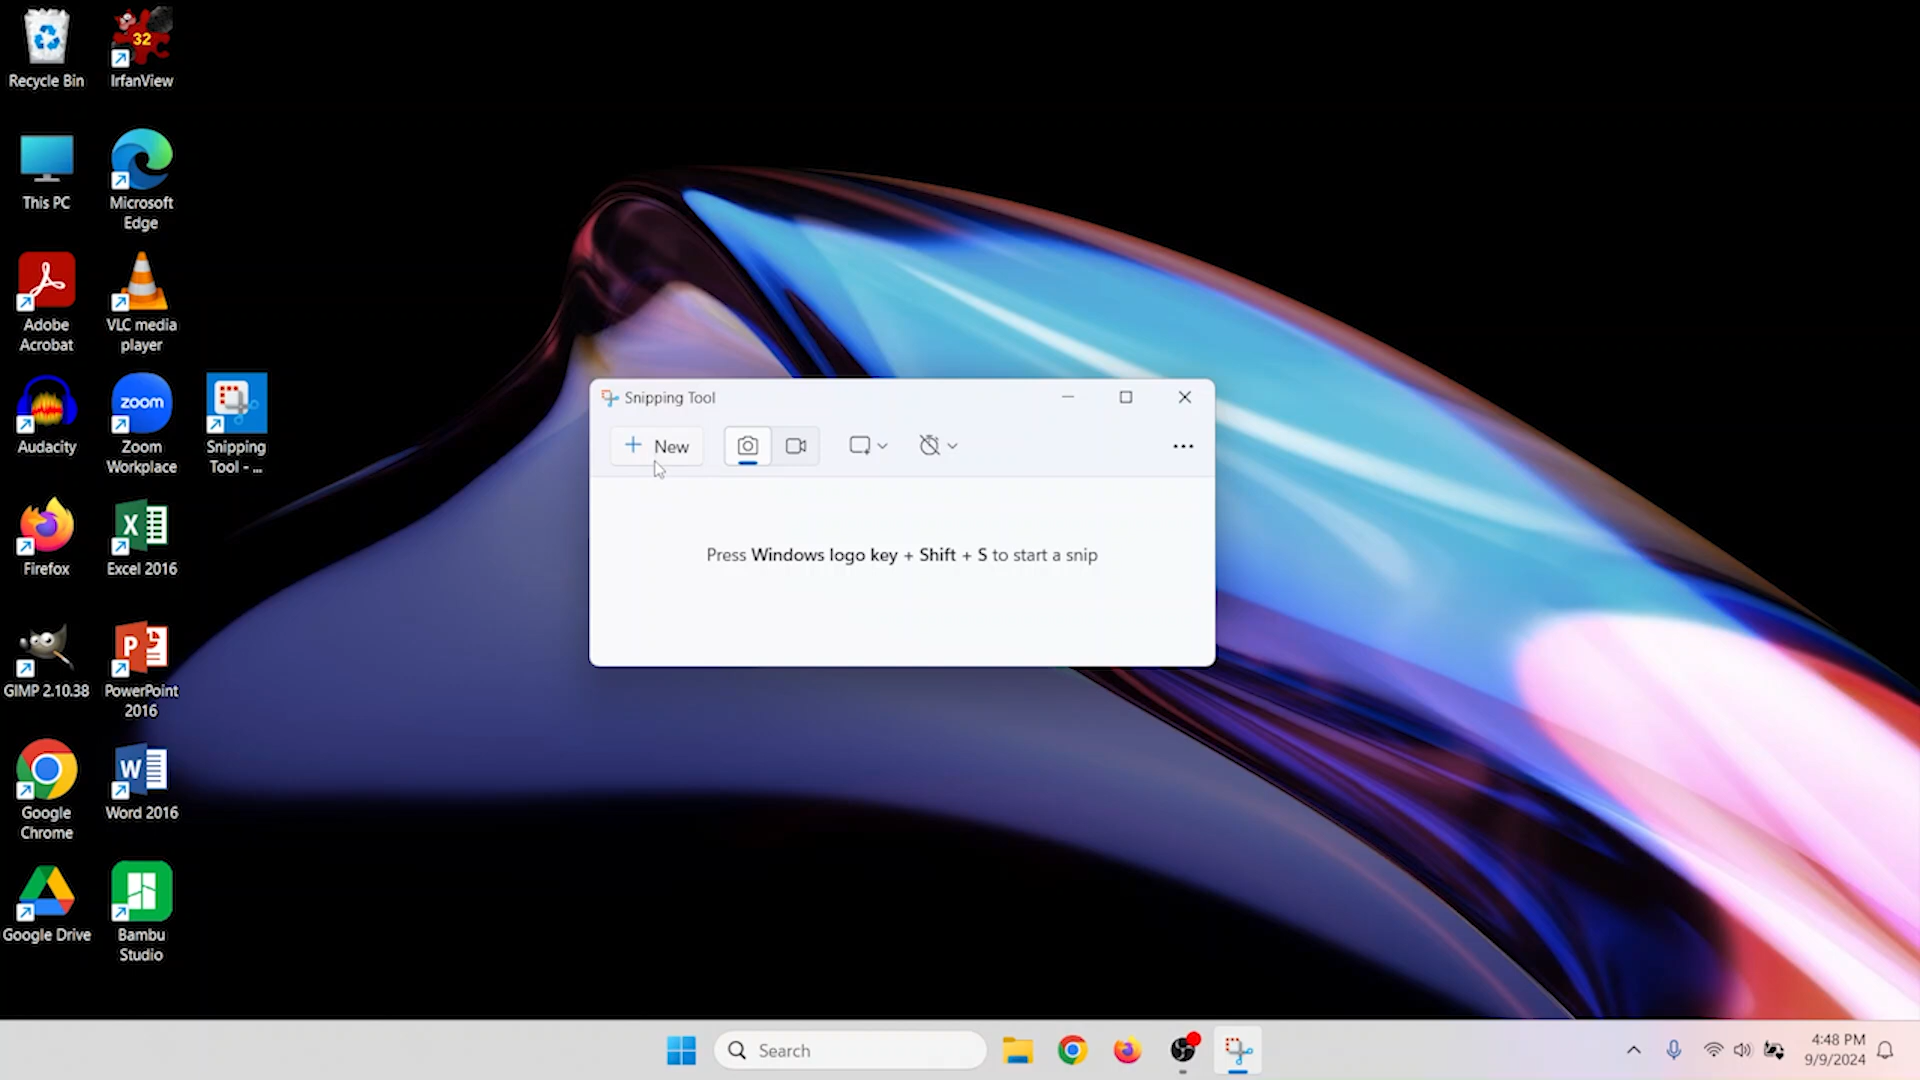 Recycle Bin
32
IrfanView
This PC
Microsoft
Edge
Adobe
Acrobat
VLC media
player
Audacity
zoom
Zoom
Workplace
Snipping
Tool - ...
Firefox
X
Excel 2016
GIMP 2.10.38
P
PowerPoint
2016
Google
Chrome
W
Word 2016
Google Drive
Bambu
Studio
Snipping Tool
New
Press Windows logo key + Shift + S to start a snip
Search
4:48 PM
9/9/2024